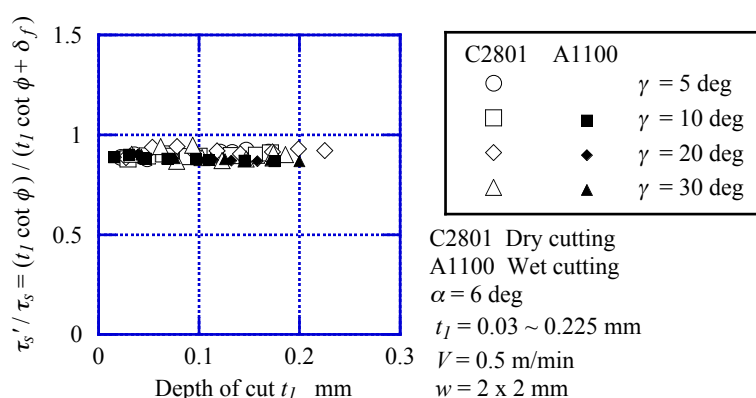 τs' / τs = (t1 cot ϕ) / (t1 cot ϕ + δf)
1.5
1
0.5
0
0 0.1 0.2 0.3
Depth of cut t1 mm
C2801 A1100
γ = 5 deg
γ = 10 deg
γ = 20 deg
γ = 30 deg
C2801 Dry cutting
A1100 Wet cutting
α = 6 deg
t1 = 0.03 ~ 0.225 mm
V = 0.5 m/min
w = 2 x 2 mm